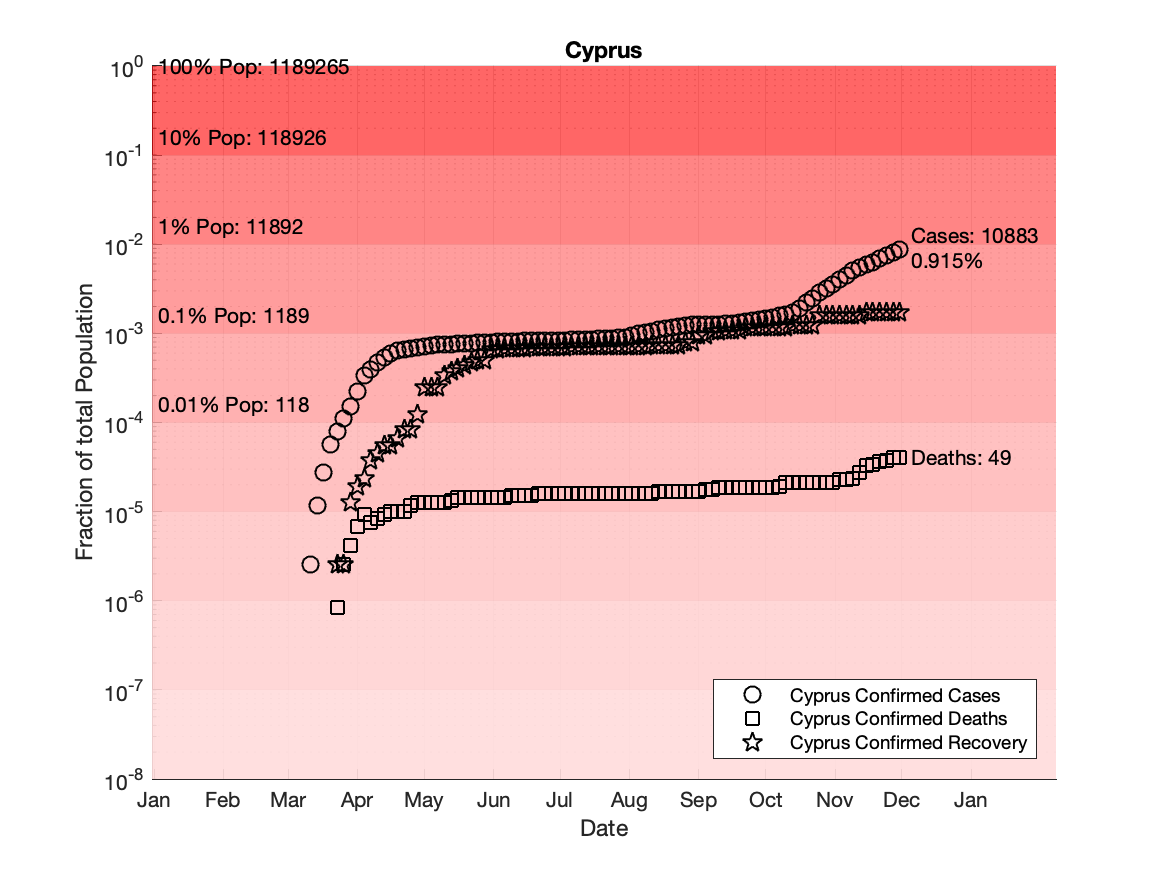 Cyprus
10^0
100% Pop: 1189265
10% Pop: 118926
10^-1
1% Pop: 11892
10^-2
Cases: 10883
0.915%
0.1% Pop: 1189
10^-3
0.01% Pop: 118
10^-4
Deaths: 49
10^-5
10^-6
10^-7
10^-8
Fraction of total Population
Cyprus Confirmed Cases
Cyprus Confirmed Deaths
Cyprus Confirmed Recovery
Jan Feb Mar Apr May Jun Jul Aug Sep Oct Nov Dec Jan
Date